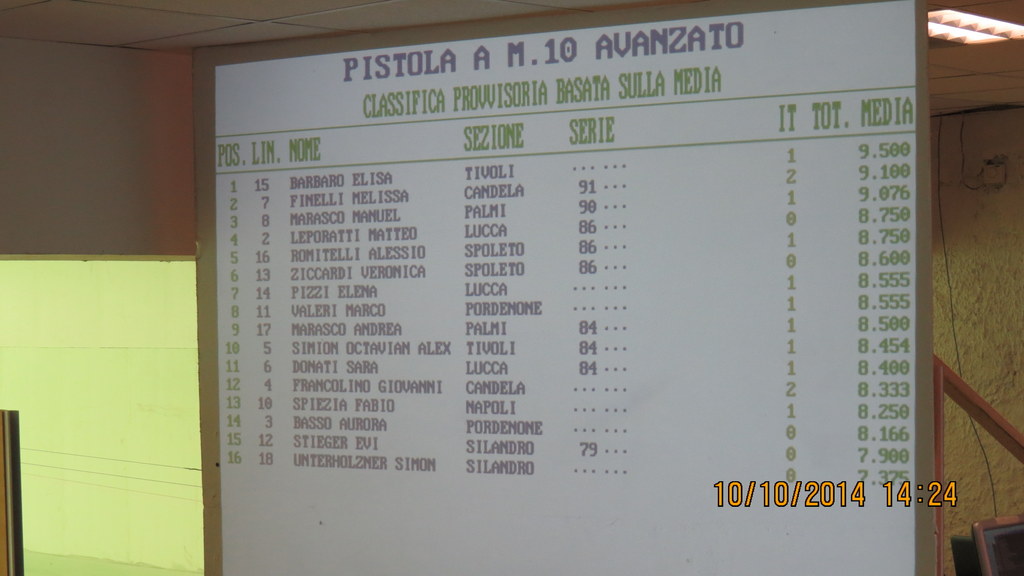 PISTOLA A M.10 AVANZATO
CLASSIFICA PROVVISORIA BASATA SULLA MEDIA
POS. LIN. NOME SEZIONE SERIE IT TOT. MEDIA
1 15 BARBARO ELISA TIVOLI ... ... 1 9.500
2 7 FINELLI MELISSA CANDELA 91 ... 2 9.100
3 8 MARASCO MANUEL PALMI 90 ... 1 9.076
4 2 LEPORATTI MATTEO LUCCA 86 ... 0 8.750
5 16 ROMITELLI ALESSIO SPOLETO 86 ... 1 8.750
6 13 ZICCARDI VERONICA SPOLETO 86 ... 0 8.600
7 14 PIZZI ELENA LUCCA ... ... 1 8.555
8 11 VALERI MARCO PORDENONE ... ... 1 8.555
9 17 MARASCO ANDREA PALMI 84 ... 1 8.500
10 5 SIMION OCTAVIAN ALEX TIVOLI 84 ... 1 8.454
11 6 DONATI SARA LUCCA 84 ... 1 8.400
12 4 FRANCOLINO GIOVANNI CANDELA ... ... 2 8.333
13 10 SPIEZIA FABIO NAPOLI ... ... 1 8.250
14 3 BASSO AURORA PORDENONE ... ... 0 8.166
15 12 STIEGER EVI SILANDRO 79 ... 0 7.900
16 18 UNTERHOLZNER SIMON SILANDRO ... ... 0 7.375
10/10/2014 14:24